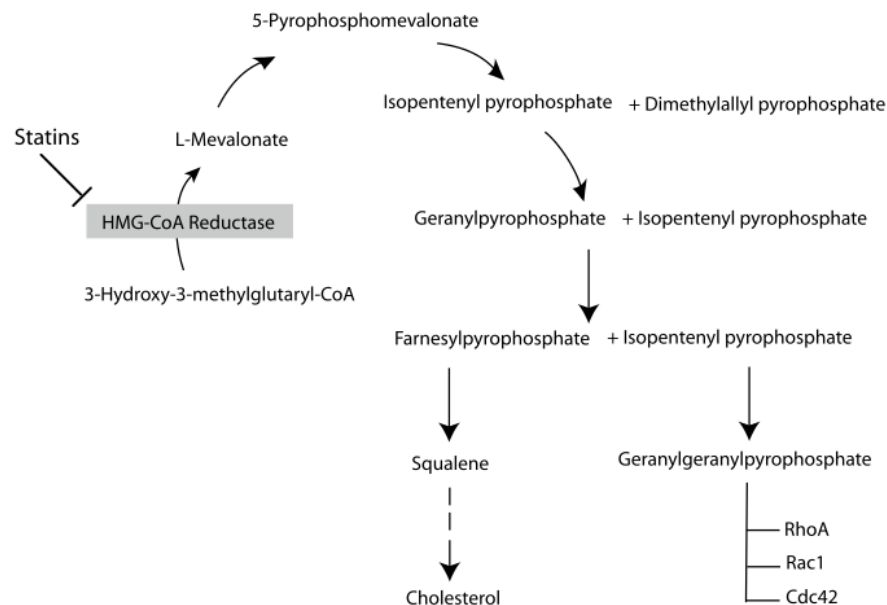 5-Pyrophosphomevalonate
Isopentenyl pyrophosphate + Dimethylallyl pyrophosphate
Statins
L-Mevalonate
HMG-CoA Reductase
Geranylpyrophosphate + Isopentenyl pyrophosphate
3-Hydroxy-3-methylglutaryl-CoA
Farnesylpyrophosphate + Isopentenyl pyrophosphate
Squalene
Geranylgeranylpyrophosphate
RhoA
Rac1
Cdc42
Cholesterol